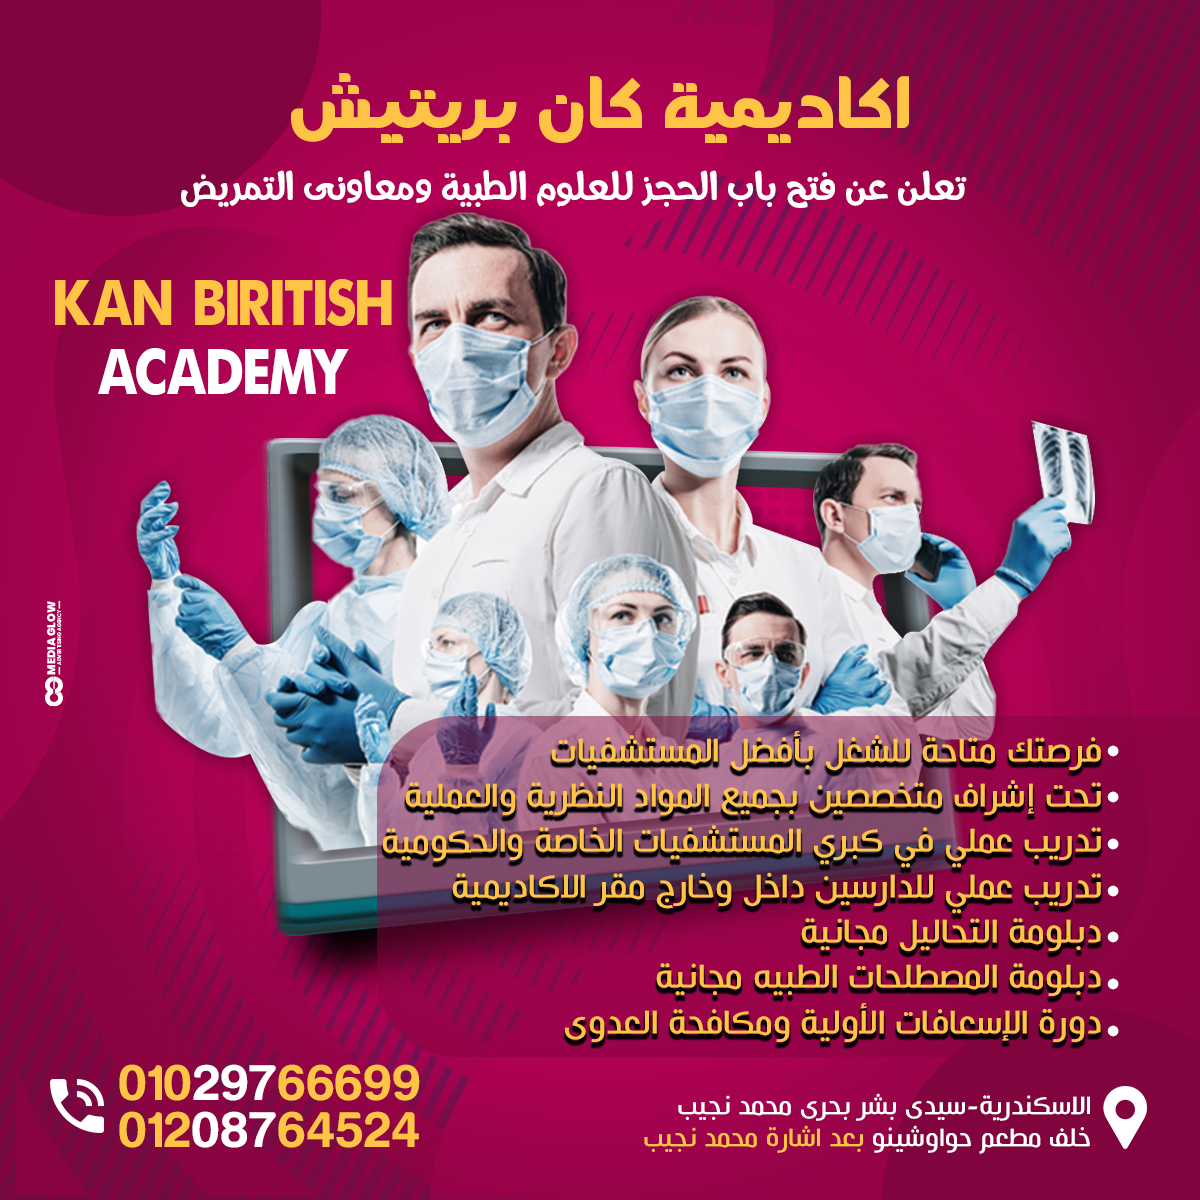 اكاديمية كان بريتيش
تعلن عن فتح باب الحجز للعلوم الطبية ومعاونى التمريض
KAN BIRITISH
ACADEMY
MEDIA GLOW
ADVERTISING AGENCY
• فرصتك متاحة للشغل بأفضل المستشفيات
• تحت إشراف متخصصين بجميع المواد النظرية والعملية
• تدريب عملي في كبري المستشفيات الخاصة والحكومية
• تدريب عملي للدارسين داخل وخارج مقر الاكاديمية
• دبلومة التحاليل مجانية
• دبلومة المصطلحات الطبيه مجانية
• دورة الإسعافات الأولية ومكافحة العدوى
01029766699
01208764524
الاسكندرية-سيدى بشر بحرى محمد نجيب
خلف مطعم حواوشينو بعد اشارة محمد نجيب